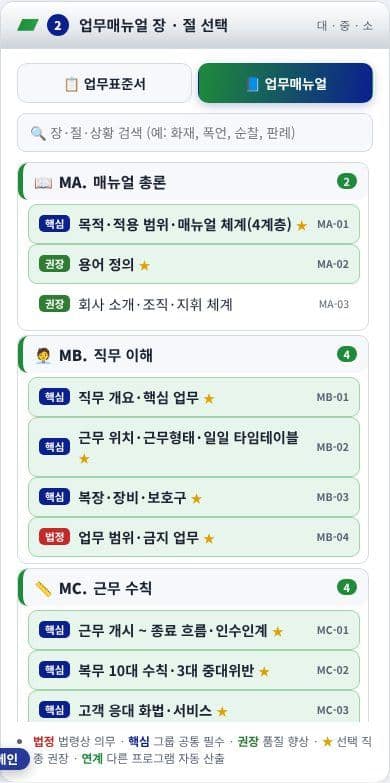 2 업무매뉴얼 장·절 선택 대·중·소
업무표준서 업무매뉴얼
장·절·상황 검색 (예: 화재, 폭언, 순찰, 판례)
MA. 매뉴얼 총론 2
핵심 목적·적용 범위·매뉴얼 체계(4계층) ★ MA-01
권장 용어 정의 ★ MA-02
권장 회사 소개·조직·지휘 체계 MA-03
MB. 직무 이해 4
핵심 직무 개요·핵심 업무 ★ MB-01
핵심 근무 위치·근무형태·일일 타임테이블 MB-02
★
핵심 복장·장비·보호구 ★ MB-03
법정 업무 범위·금지 업무 ★ MB-04
MC. 근무 수칙 4
핵심 근무 개시 ~ 종료 흐름·인수인계 ★ MC-01
핵심 복무 10대 수칙·3대 중대위반 ★ MC-02
핵심 고객 응대 화법·서비스 ★ MC-03
법정 법령상 의무 · 핵심 그룹 공통 필수 · 권장 품질 향상 · ★ 선택 직
종 권장 · 연계 다른 프로그램 자동 산출